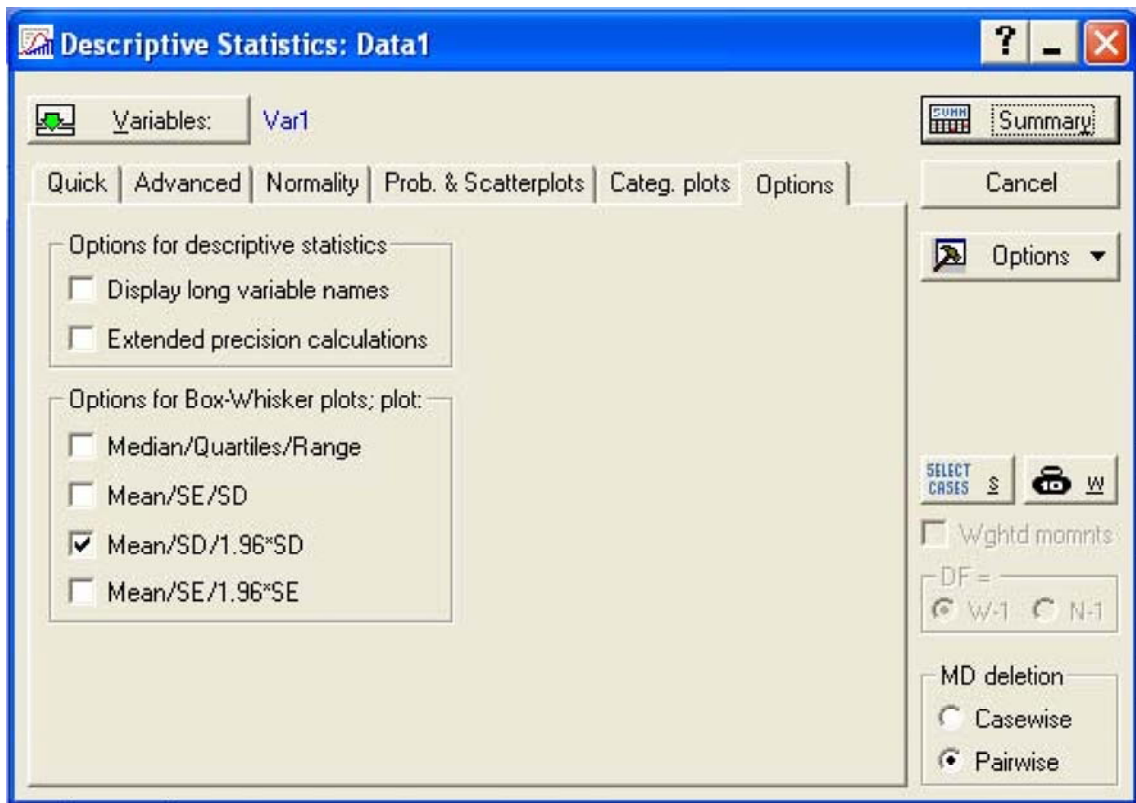 Descriptive Statistics: Data1
?
Variables: Var1
SUMM Summary
Quick Advanced Normality Prob. & Scatterplots Categ. plots Options
Cancel
Options
Options for descriptive statistics
Display long variable names
Extended precision calculations
Options for Box-Whisker plots; plot:
Median/Quartiles/Range
Mean/SE/SD
Mean/SD/1.96*SD
Mean/SE/1.96*SE
SELECT
CASES S
10 W
Wghtd momnts
DF =
W-1 N-1
MD deletion
Casewise
Pairwise